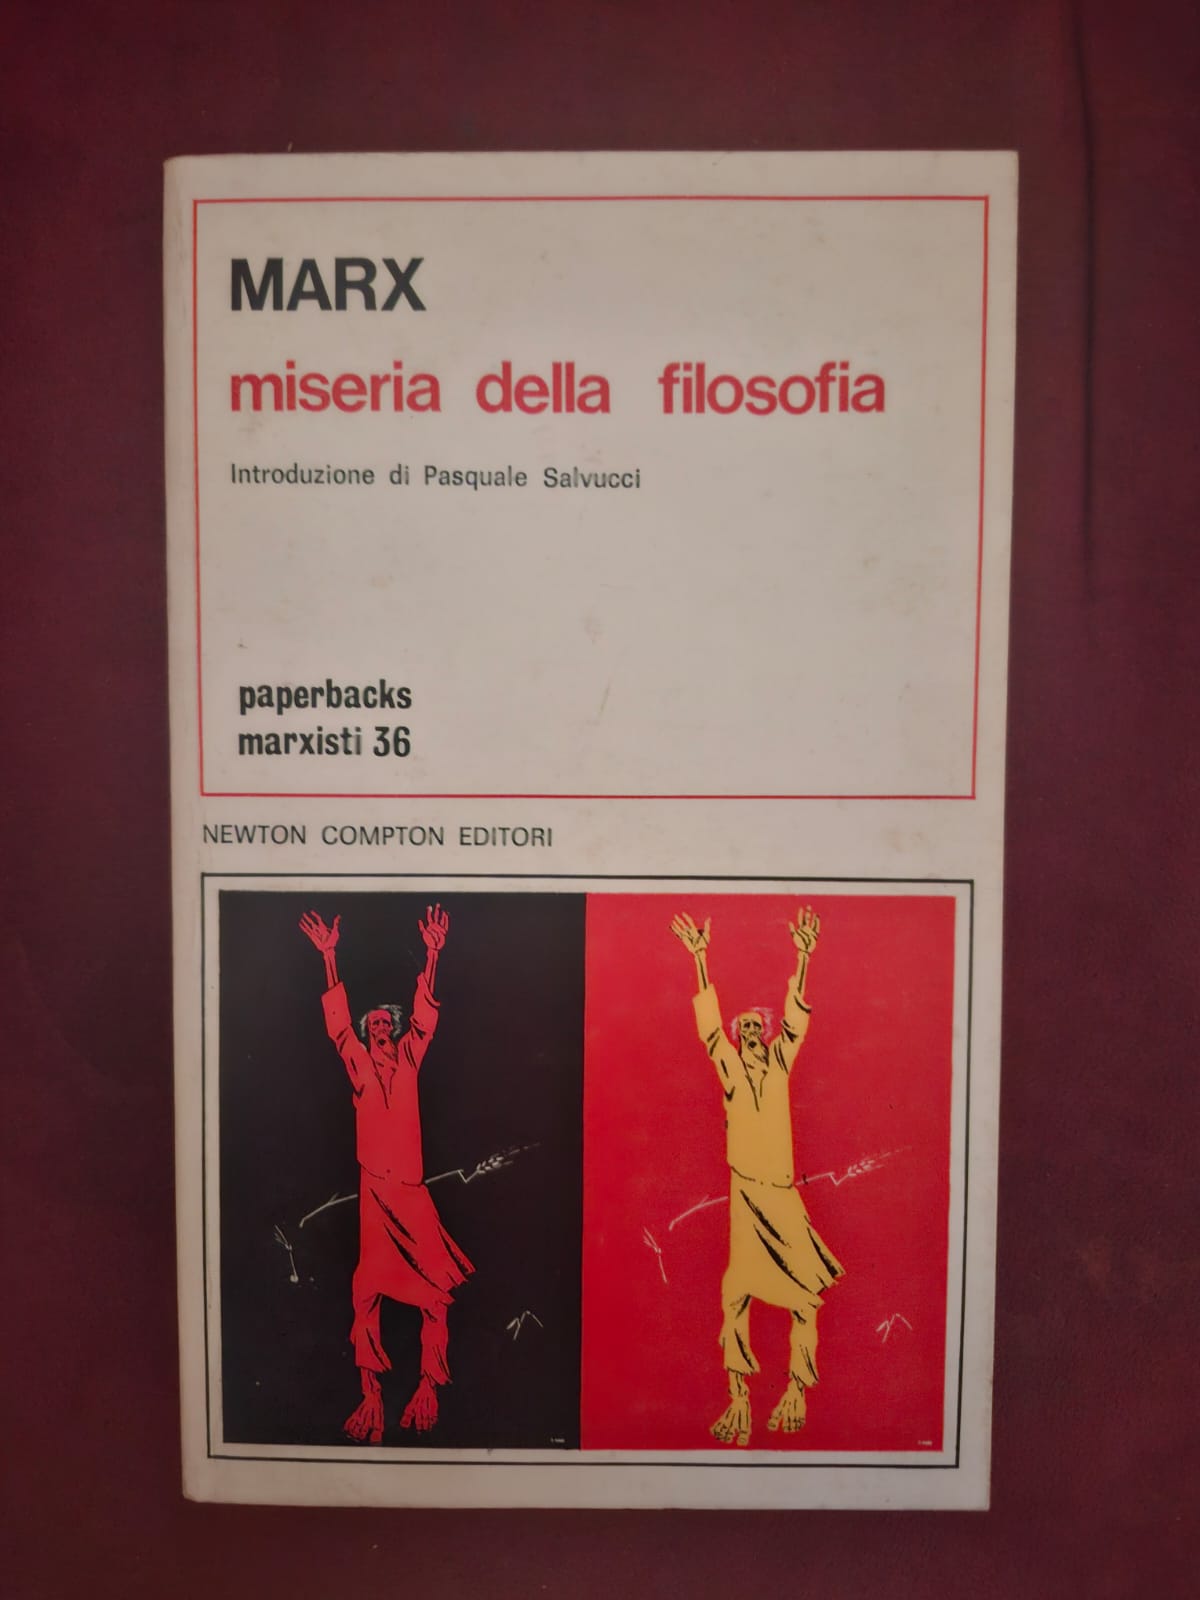 MARX
miseria della filosofia
Introduzione di Pasquale Salvucci
paperbacks
marxisti 36
NEWTON COMPTON EDITORI